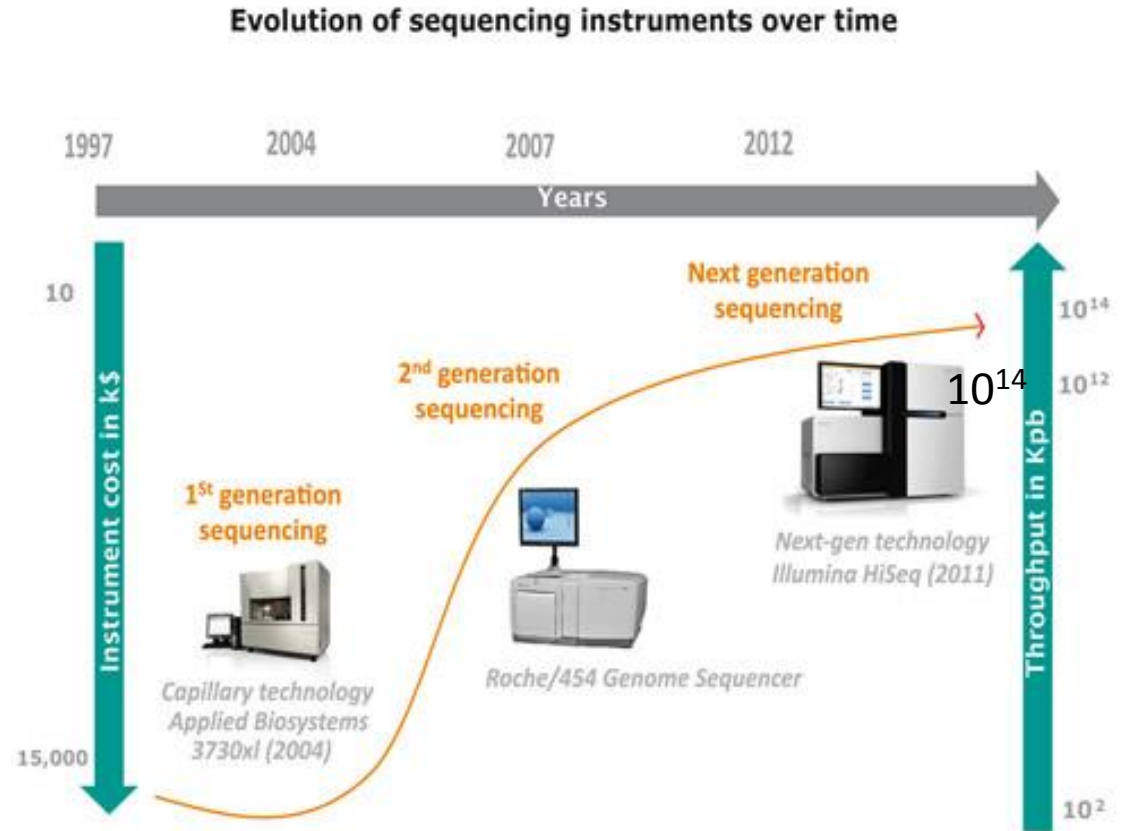 Evolution of sequencing instruments over time
1997 2004 2007 2012
Years
10
Instrument cost in k$
15,000
1St generation
sequencing
Capillary technology
Applied Biosystems
3730xl (2004)
2nd generation
sequencing
Roche/454 Genome Sequencer
Next generation
sequencing
10¹⁴
Next-gen technology
Illumina HiSeq (2011)
10¹⁴
10¹²
Throughput in Kpb
10²